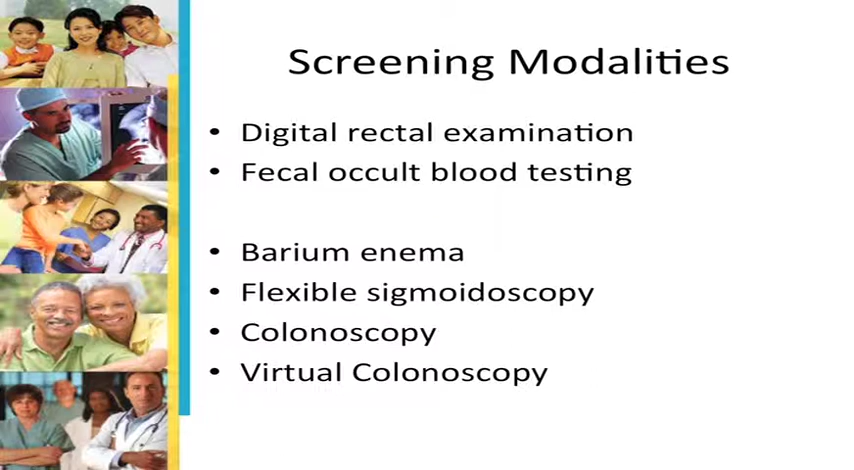 Screening Modalities
• Digital rectal examination
• Fecal occult blood testing
• Barium enema
• Flexible sigmoidoscopy
• Colonoscopy
• Virtual Colonoscopy